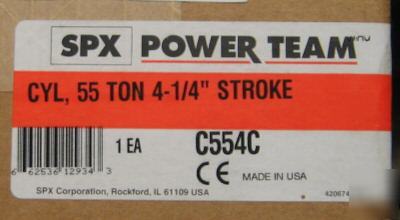 SPX POWER TEAM
CYL, 55 TON 4-1/4" STROKE
1 EA C554C
6 62536 12934 3
CE MADE IN USA
SPX Corporation, Rockford, IL 61109 USA
420674